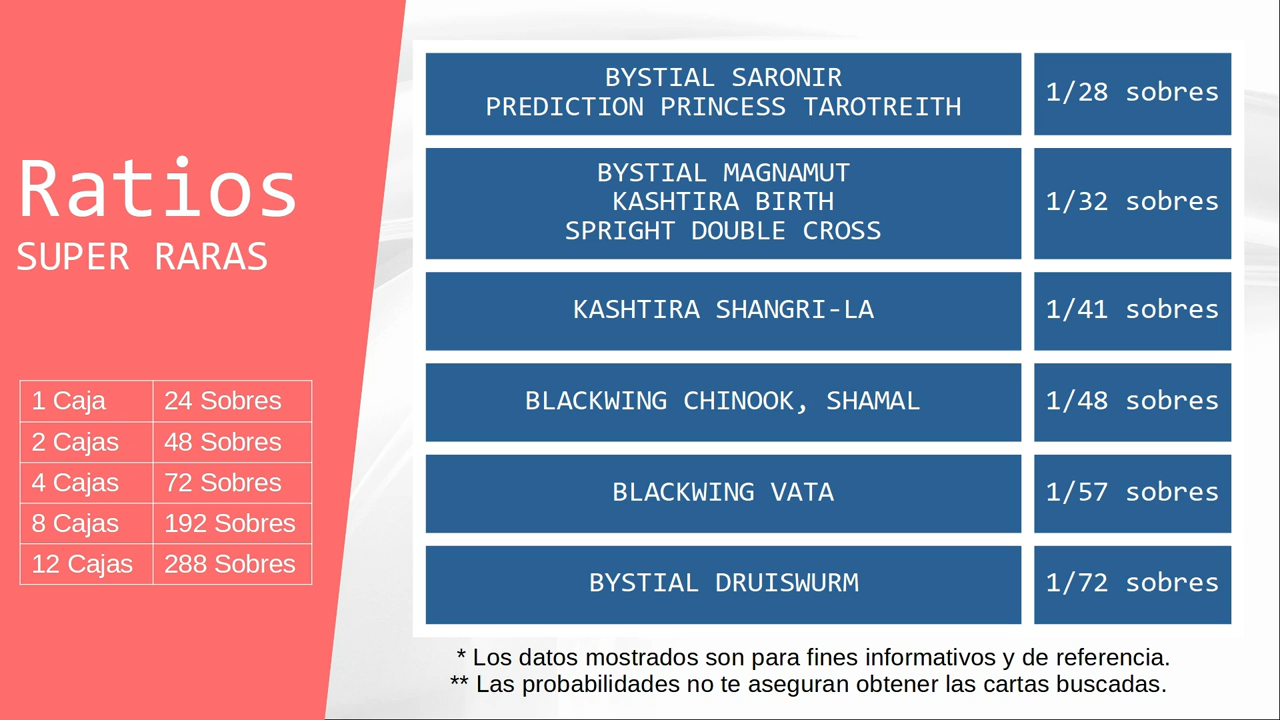 Ratios
SUPER RARAS
1 Caja 24 Sobres
2 Cajas 48 Sobres
4 Cajas 72 Sobres
8 Cajas 192 Sobres
12 Cajas 288 Sobres
BYSTIAL SARONIR
PREDICTION PRINCESS TAROTREITH
1/28 sobres
BYSTIAL MAGNAMUT
KASHTIRA BIRTH
SPRIGHT DOUBLE CROSS
1/32 sobres
KASHTIRA SHANGRI-LA
1/41 sobres
BLACKWING CHINOOK, SHAMAL
1/48 sobres
BLACKWING VATA
1/57 sobres
BYSTIAL DRUISWURM
1/72 sobres
* Los datos mostrados son para fines informativos y de referencia.
** Las probabilidades no te aseguran obtener las cartas buscadas.